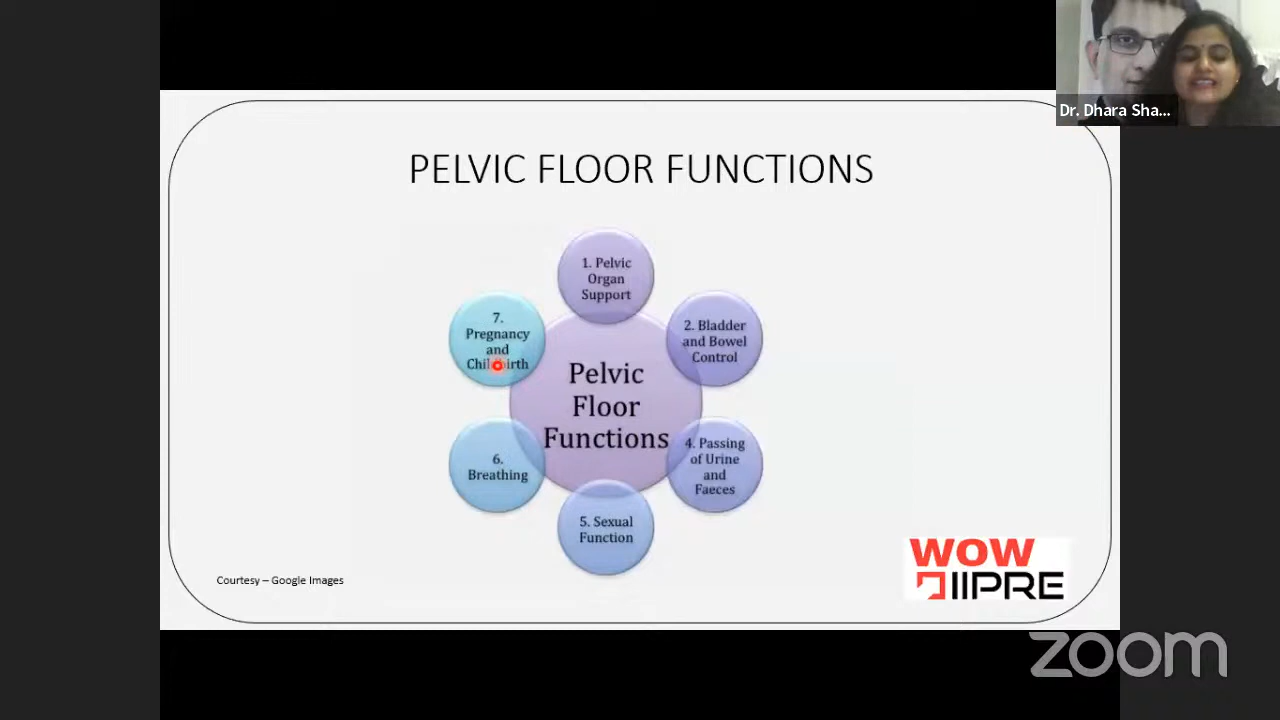 Dr. Dhara Sha...
PELVIC FLOOR FUNCTIONS
1. Pelvic
Organ
Support
2. Bladder
and Bowel
Control
4. Passing
of Urine
and
Faeces
5. Sexual
Function
6.
Breathing
7.
Pregnancy
and
Childbirth
Pelvic
Floor
Functions
Courtesy – Google Images
WOW
IIPRE
zoom